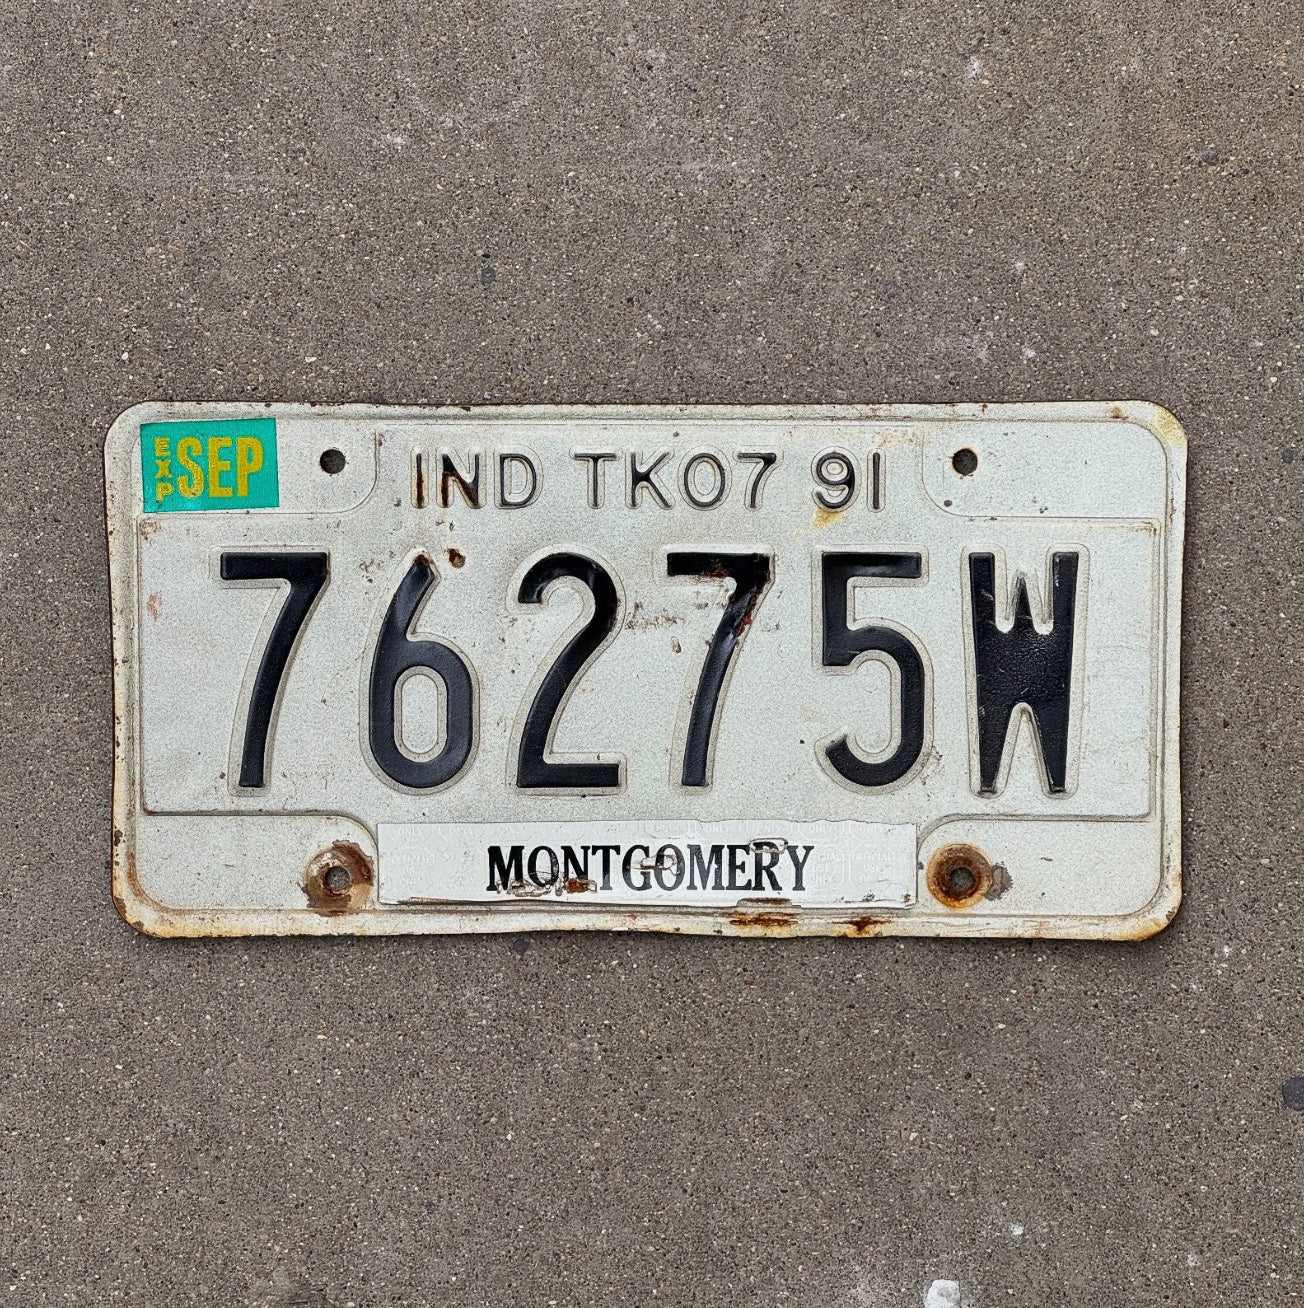 EXP SEP
IND TK07 91
76275W
MONTGOMERY